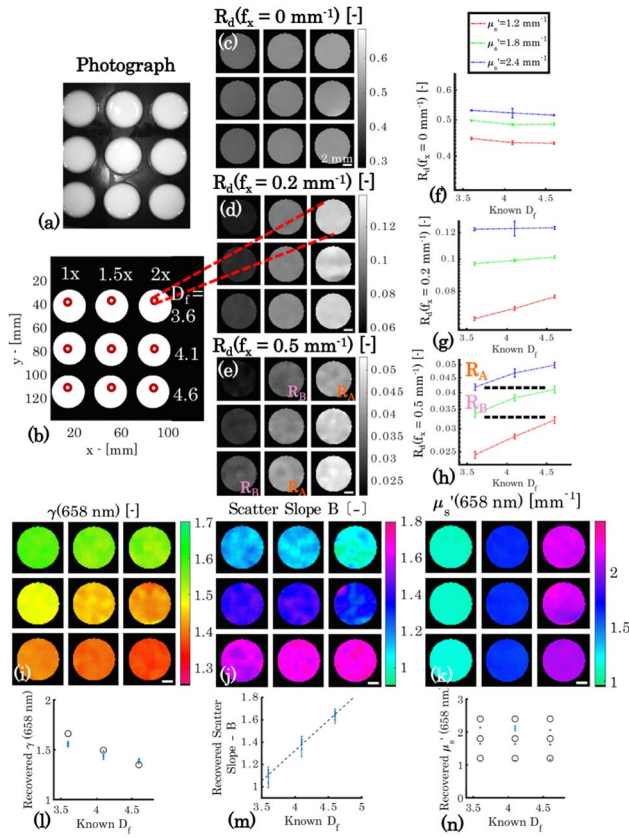 Photograph
(a)
1x 1.5x 2x
D_f =
3.6
4.1
4.6
20
40
60
80
100
120
y - [mm]
20 60 100
x - [mm]
(b)
R_d(f_x = 0 mm⁻¹) [-]
(c)
2 mm
0.6
0.5
0.4
0.3
R_d(f_x = 0.2 mm⁻¹) [-]
(d)
0.12
0.10
0.08
0.06
R_d(f_x = 0.5 mm⁻¹) [-]
(e)
R_B R_A
R_B R_A
0.045
0.040
0.035
0.030
0.025
μ_s'=1.2 mm⁻¹
μ_s'=1.8 mm⁻¹
μ_s'=2.4 mm⁻¹
R_d(f_x = 0 mm⁻¹) [-]
0.6
0.5
0.4
3.5 4 4.5
Known D_f
(f)
R_d(f_x = 0.2 mm⁻¹) [-]
0.12
0.08
3.5 4 4.5
Known D_f
(g)
R_d(f_x = 0.5 mm⁻¹) [-]
0.05
0.045
0.03
0.025
R_A
R_B
3.5 4 4.5
Known D_f
(h)
γ(658 nm) [-]
(i)
1.7
1.6
1.5
1.4
1.3
Scatter Slope B [-]
(j)
1.8
1.6
1.4
1.2
1
μ_s'(658 nm) [mm⁻¹]
(k)
2
1.5
1
Recovered γ (658 nm)
2
1.5
1
3.5 4 4.5
Known D_f
(l)
Recovered Scatter
Slope - B
1.8
1.6
1.4
1.2
1
3.5 4 4.5 5
Known D_f
(m)
Recovered μ_s' (658 nm)
3
2
1
0
3.5 4 4.5
Known D_f
(n)